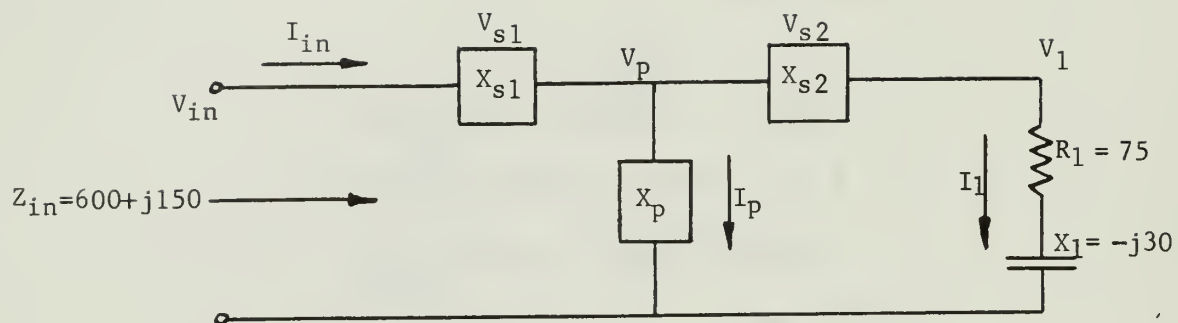 I_in
V_s1
X_s1
V_p
V_s2
X_s2
V_1
V_in
R_1 = 75
Z_in=600+j150
X_p
I_p
I_1
X_1= -j30